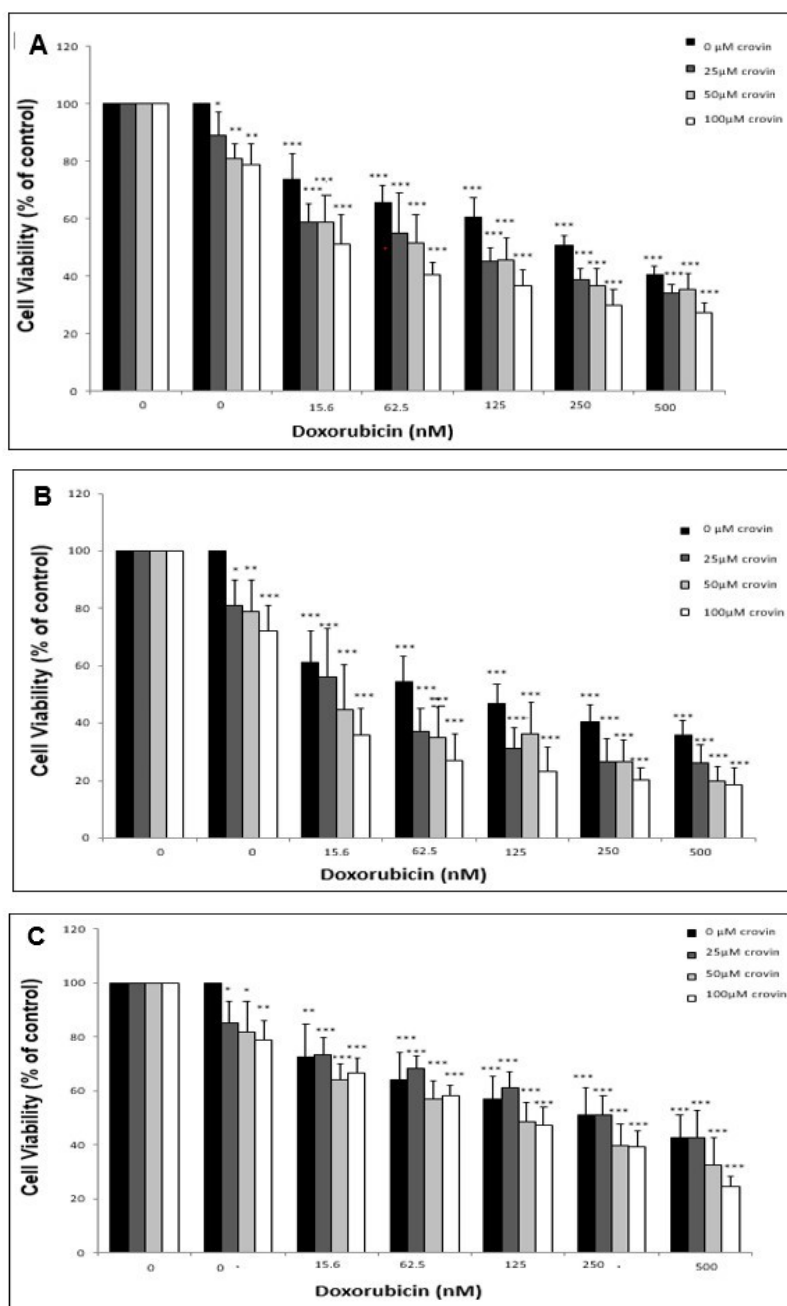 A
120
100
80
60
40
20
0
Cell Viability (% of control)
0 µM crovin
25µM crovin
50µM crovin
100µM crovin
* ** **
*** *** ***
*** *** *** ***
*** *** *** ***
*** *** *** ***
*** *** *** ***
0 0 15.6 62.5 125 250 500
Doxorubicin (nM)
B
120
100
80
60
40
20
0
Cell Viability (% of control)
0 µM crovin
25µM crovin
50µM crovin
100µM crovin
* ** ***
*** *** *** ***
*** *** ***
*** *** *** ***
*** *** *** ***
*** *** *** ***
0 0 15.6 62.5 125 250 500
Doxorubicin (nM)
C
120
100
80
60
40
20
0
Cell Viability (% of control)
0 µM crovin
25µM crovin
50µM crovin
100µM crovin
* * **
** *** *** ***
*** *** *** ***
*** *** *** ***
*** *** *** ***
*** *** *** ***
0 0 15.6 62.5 125 250 500
Doxorubicin (nM)